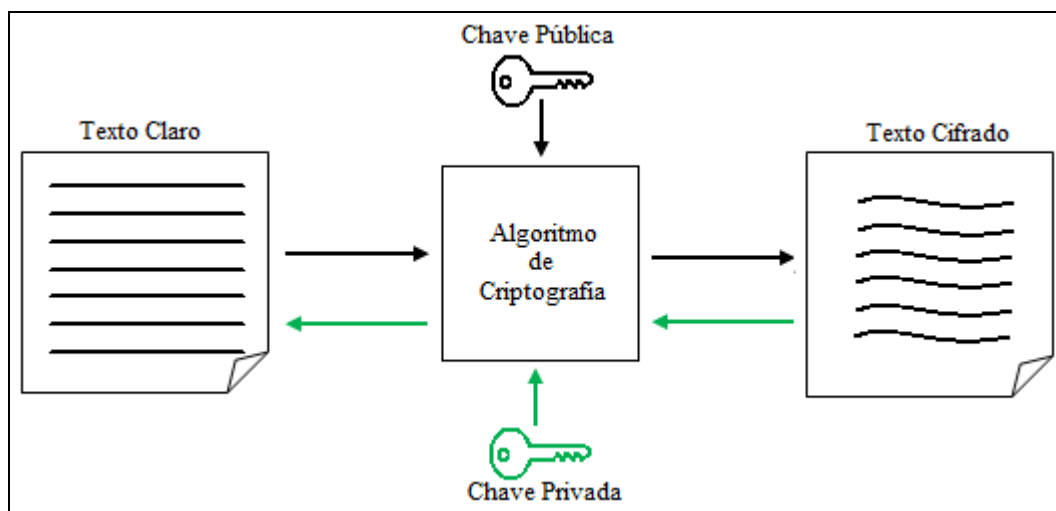 Chave Pública
Texto Claro
Texto Cifrado
Algoritmo
de
Criptografia
Chave Privada